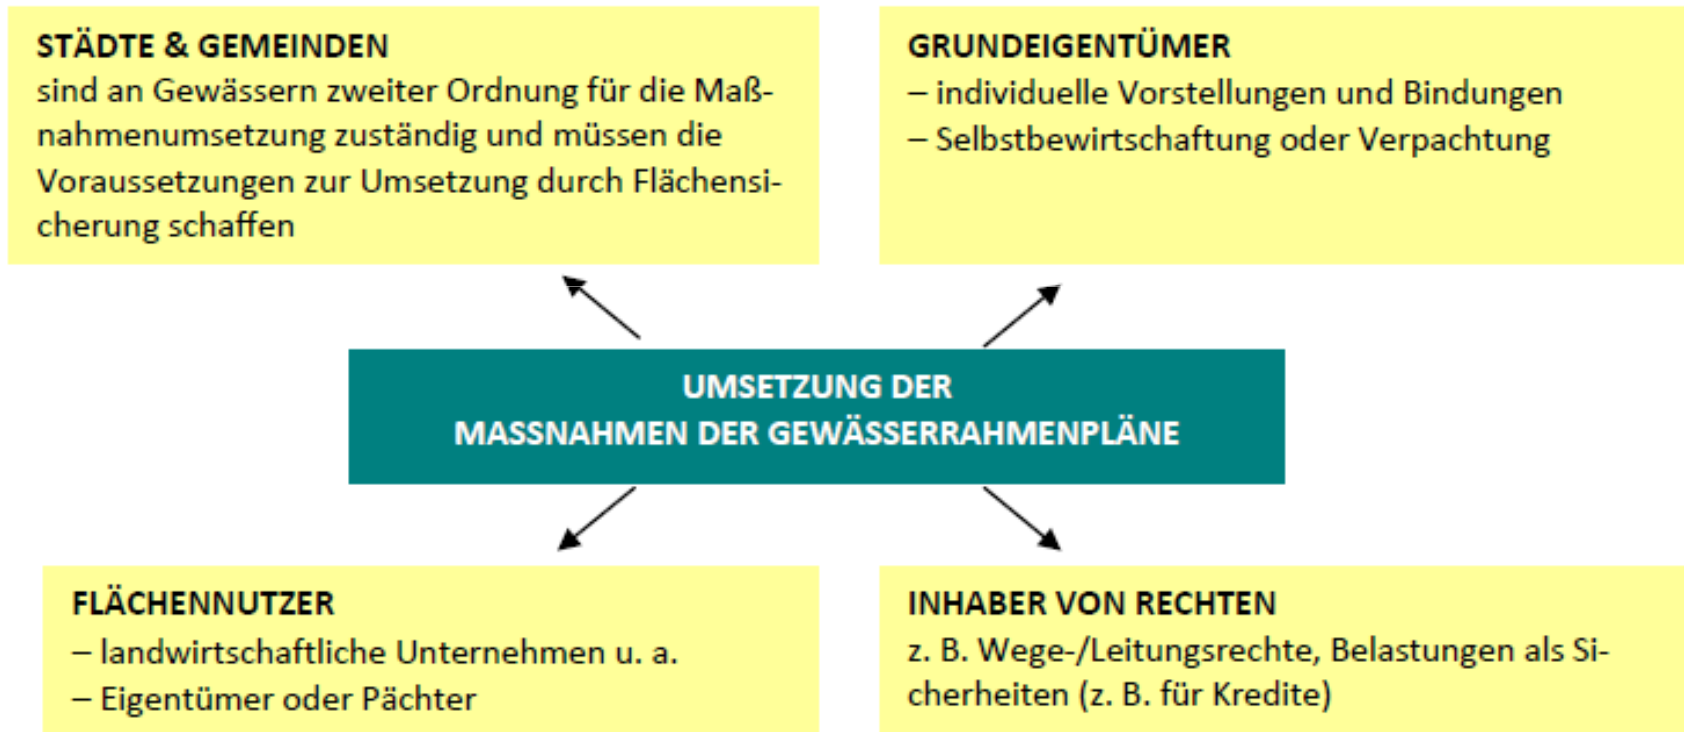 STÄDTE & GEMEINDEN
sind an Gewässern zweiter Ordnung für die Maß-
nahmenumsetzung zuständig und müssen die
Voraussetzungen zur Umsetzung durch Flächensi-
cherung schaffen
GRUNDEIGENTÜMER
– individuelle Vorstellungen und Bindungen
– Selbstbewirtschaftung oder Verpachtung
UMSETZUNG DER
MASSNAHMEN DER GEWÄSSERRAHMENPLÄNE
FLÄCHENNUTZER
– landwirtschaftliche Unternehmen u. a.
– Eigentümer oder Pächter
INHABER VON RECHTEN
z. B. Wege-/Leitungsrechte, Belastungen als Si-
cherheiten (z. B. für Kredite)